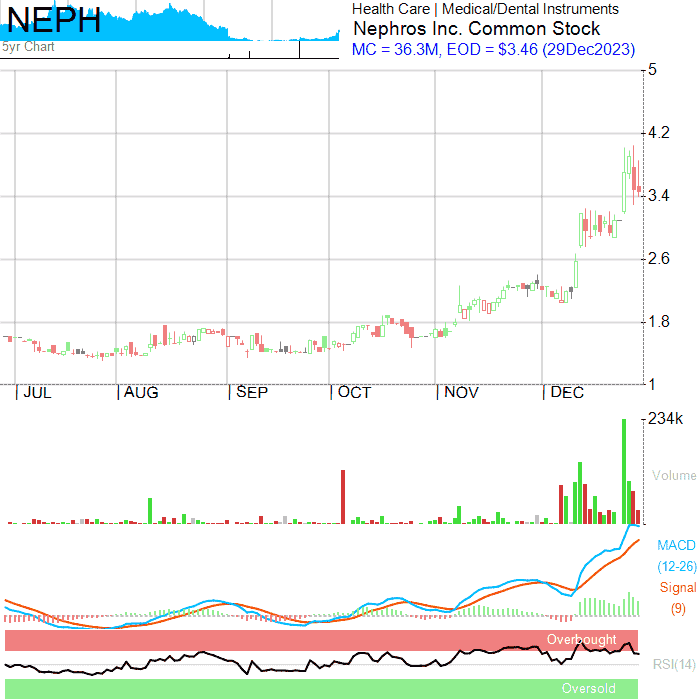 NEPH
5yr Chart
Health Care | Medical/Dental Instruments
Nephros Inc. Common Stock
MC = 36.3M, EOD = $3.46 (29Dec2023)
5
4.2
3.4
2.6
1.8
1
JUL AUG SEP OCT NOV DEC
234k
Volume
MACD
(12-26)
Signal
(9)
Overbought
RSI(14)
Oversold